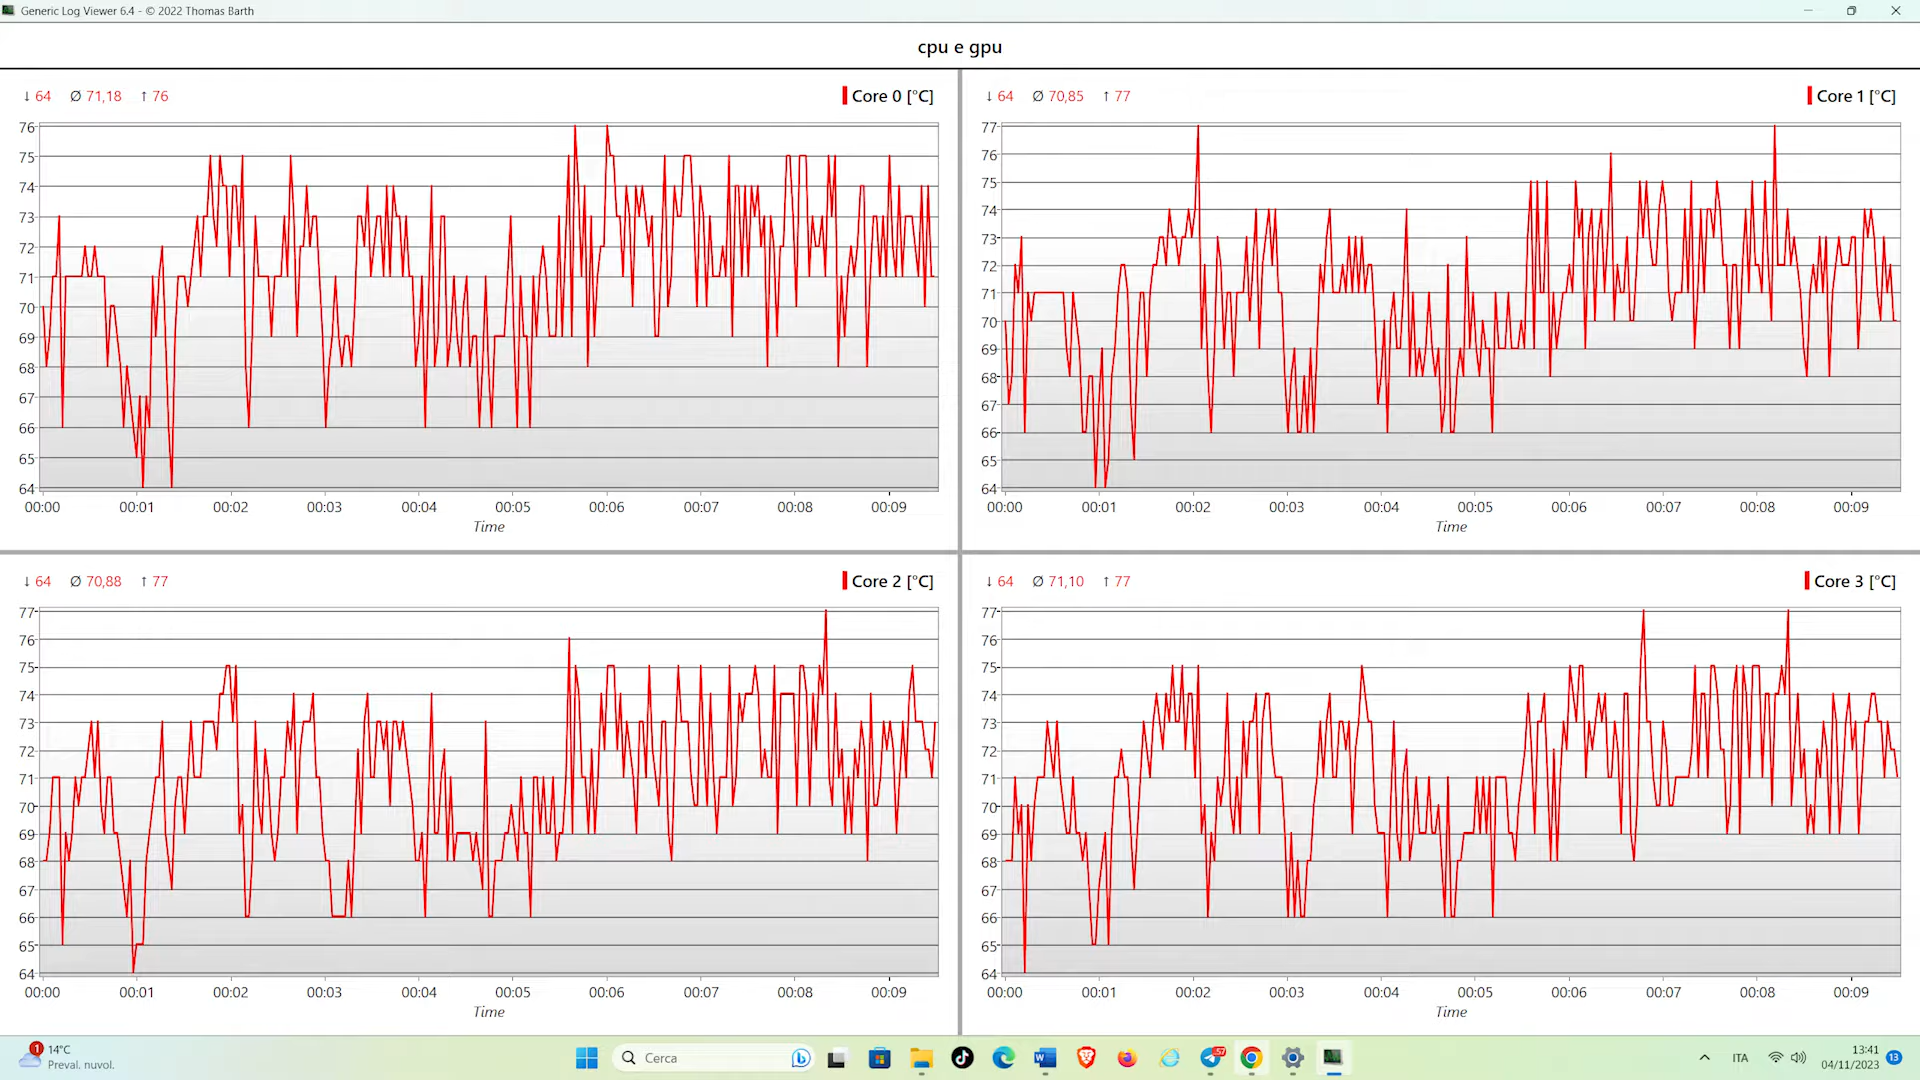 Generic Log Viewer 6.4 - © 2022 Thomas Barth
cpu e gpu
↓ 64 Ø 71,18 ↑ 76
Core 0 [°C]
76
75
74
73
72
71
70
69
68
67
66
65
64
00:00 00:01 00:02 00:03 00:04 00:05 00:06 00:07 00:08 00:09
Time
↓ 64 Ø 70,85 ↑ 77
Core 1 [°C]
77
76
75
74
73
72
71
70
69
68
67
66
65
64
00:00 00:01 00:02 00:03 00:04 00:05 00:06 00:07 00:08 00:09
Time
↓ 64 Ø 70,88 ↑ 77
Core 2 [°C]
77
76
75
74
73
72
71
70
69
68
67
66
65
64
00:00 00:01 00:02 00:03 00:04 00:05 00:06 00:07 00:08 00:09
Time
↓ 64 Ø 71,10 ↑ 77
Core 3 [°C]
77
76
75
74
73
72
71
70
69
68
67
66
65
64
00:00 00:01 00:02 00:03 00:04 00:05 00:06 00:07 00:08 00:09
Time
1
14°C
Preval. nuvol.
Cerca
57
ITA
13:41
04/11/2023
13